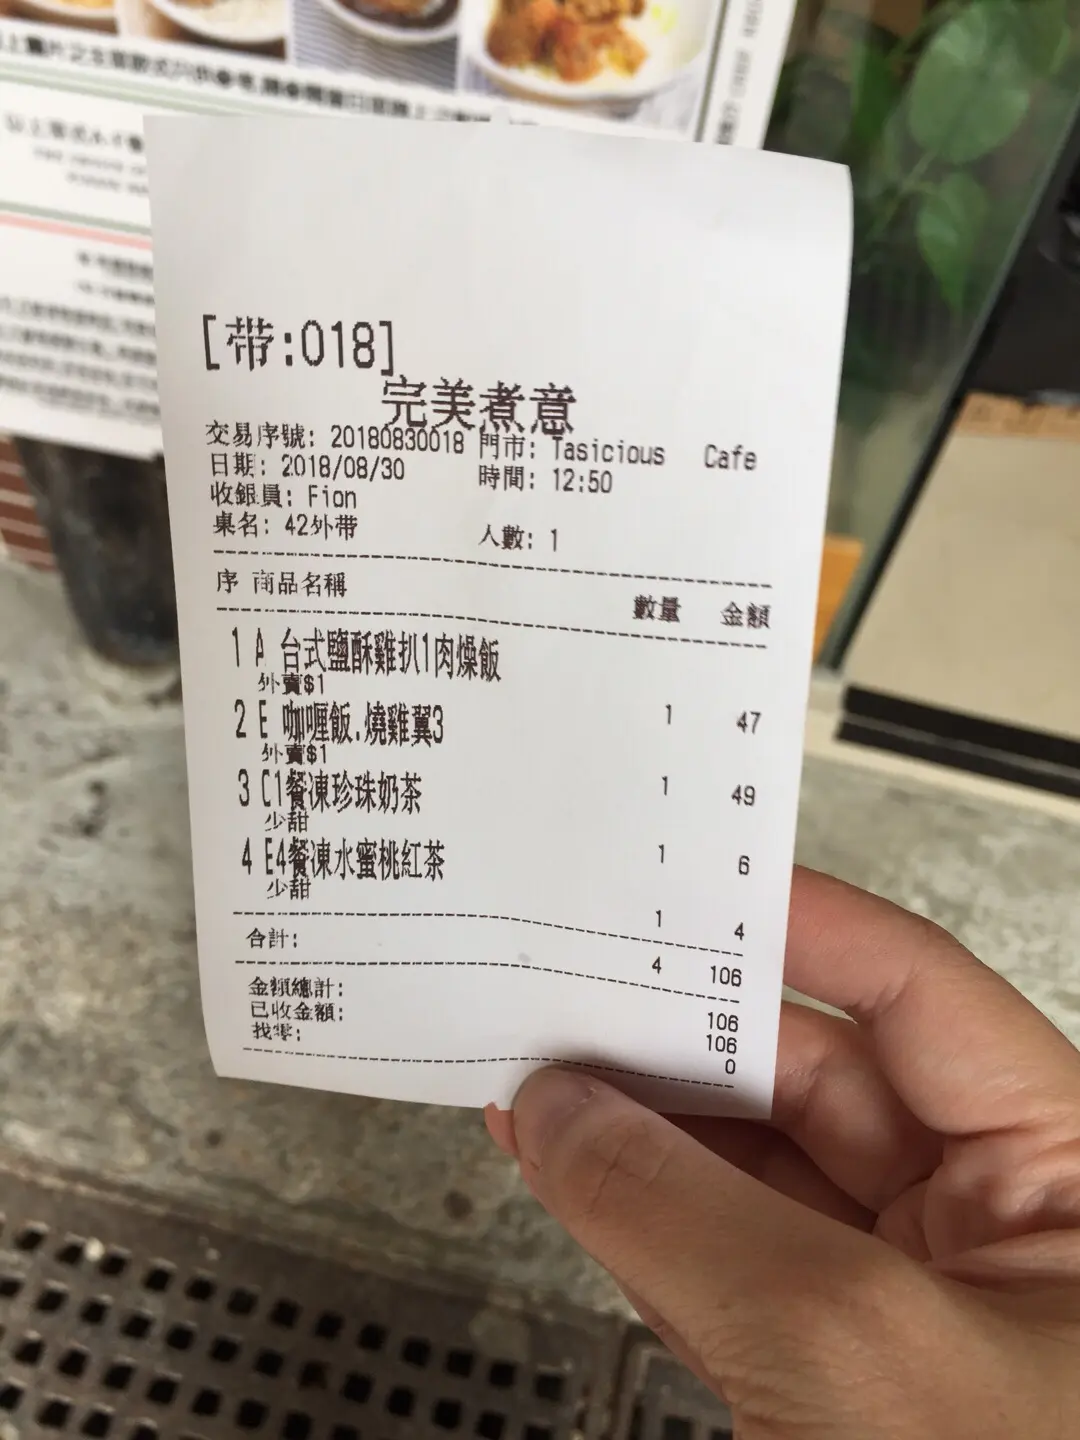 [带:018]
完美煮意
交易序號: 20180830018 門市: Tasicious Cafe
日期: 2018/08/30 時間: 12:50
收銀員: Fion
桌名: 42外帶 人數: 1
序 商品名稱 數量 金額
1 A 台式鹽酥雞扒1肉燥飯
外賣$1
1 47
2 E 咖喱飯.燒雞翼3
外賣$1
1 49
3 C1餐凍珍珠奶茶
少甜
1 6
4 E4餐凍水蜜桃紅茶
少甜
1 4
合計: 4 106
金額總計: 106
已收金額: 106
找零: 0